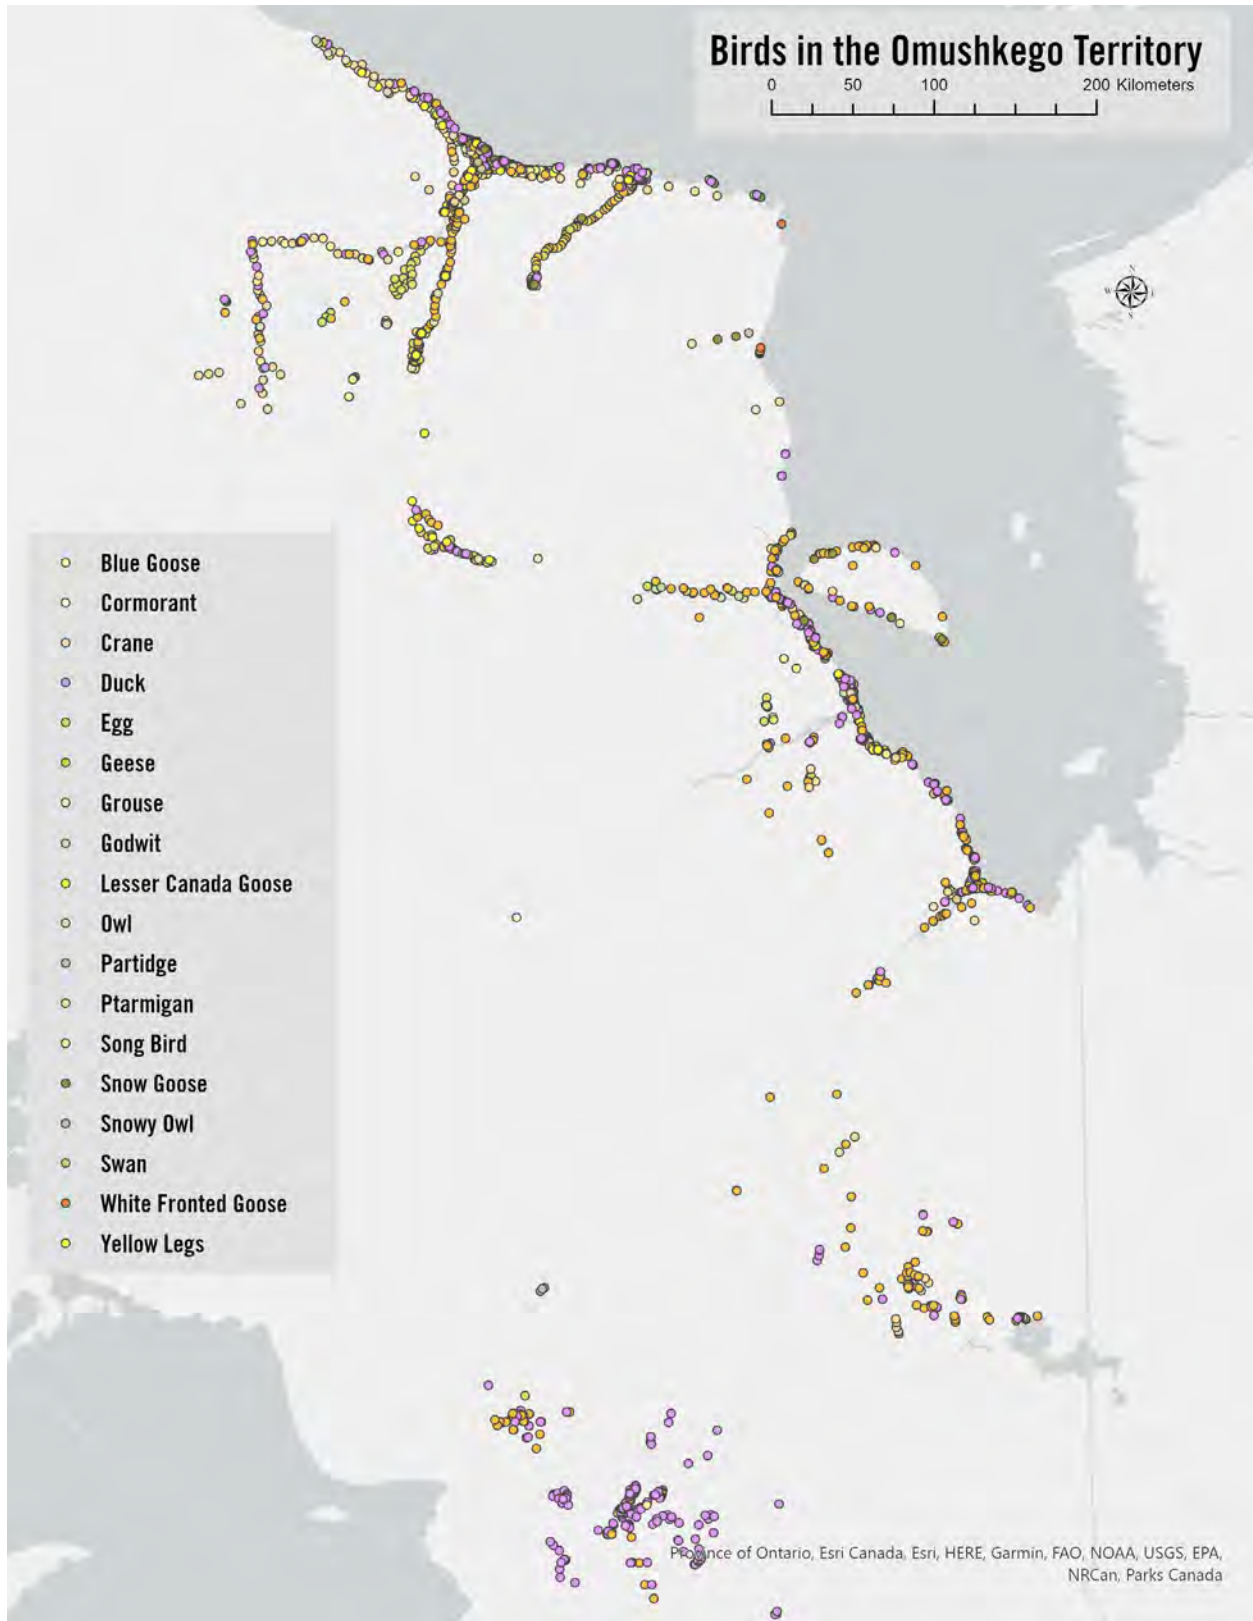 Birds in the Omushkego Territory
0 50 100 200 Kilometers
N
W
S
Blue Goose
Cormorant
Crane
Duck
Egg
Geese
Grouse
Godwit
Lesser Canada Goose
Owl
Partidge
Ptarmigan
Song Bird
Snow Goose
Snowy Owl
Swan
White Fronted Goose
Yellow Legs
Province of Ontario, Esri Canada, Esri, HERE, Garmin, FAO, NOAA, USGS, EPA,
NRCan, Parks Canada